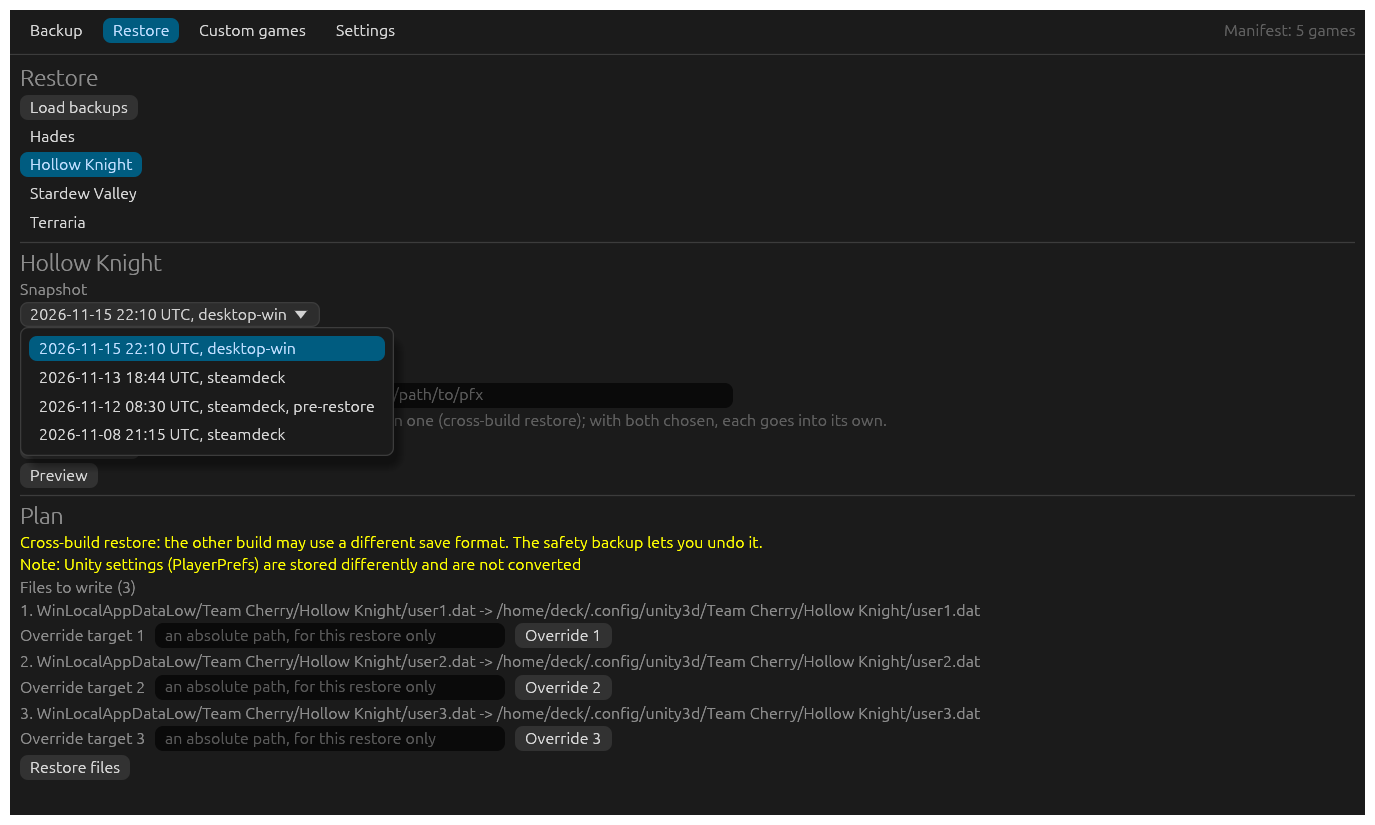 Backup Restore Custom games Settings Manifest: 5 games
Restore
Load backups
Hades
Hollow Knight
Stardew Valley
Terraria
Hollow Knight
Snapshot
2026-11-15 22:10 UTC, desktop-win
2026-11-15 22:10 UTC, desktop-win
2026-11-13 18:44 UTC, steamdeck
/path/to/pfx
2026-11-12 08:30 UTC, steamdeck, pre-restore
one (cross-build restore); with both chosen, each goes into its own.
2026-11-08 21:15 UTC, steamdeck
Preview
Plan
Cross-build restore: the other build may use a different save format. The safety backup lets you undo it.
Note: Unity settings (PlayerPrefs) are stored differently and are not converted
Files to write (3)
1. WinLocalAppDataLow/Team Cherry/Hollow Knight/user1.dat -> /home/deck/.config/unity3d/Team Cherry/Hollow Knight/user1.dat
Override target 1 an absolute path, for this restore only Override 1
2. WinLocalAppDataLow/Team Cherry/Hollow Knight/user2.dat -> /home/deck/.config/unity3d/Team Cherry/Hollow Knight/user2.dat
Override target 2 an absolute path, for this restore only Override 2
3. WinLocalAppDataLow/Team Cherry/Hollow Knight/user3.dat -> /home/deck/.config/unity3d/Team Cherry/Hollow Knight/user3.dat
Override target 3 an absolute path, for this restore only Override 3
Restore files